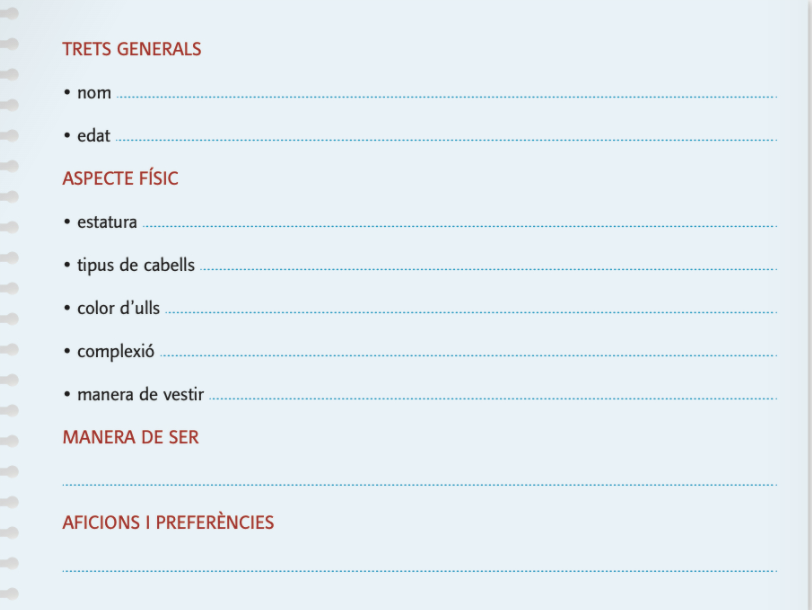 TRETS GENERALS
• nom
• edat
ASPECTE FÍSIC
• estatura
• tipus de cabells
• color d'ulls
• complexió
• manera de vestir
MANERA DE SER
AFICIONS I PREFERÈNCIES